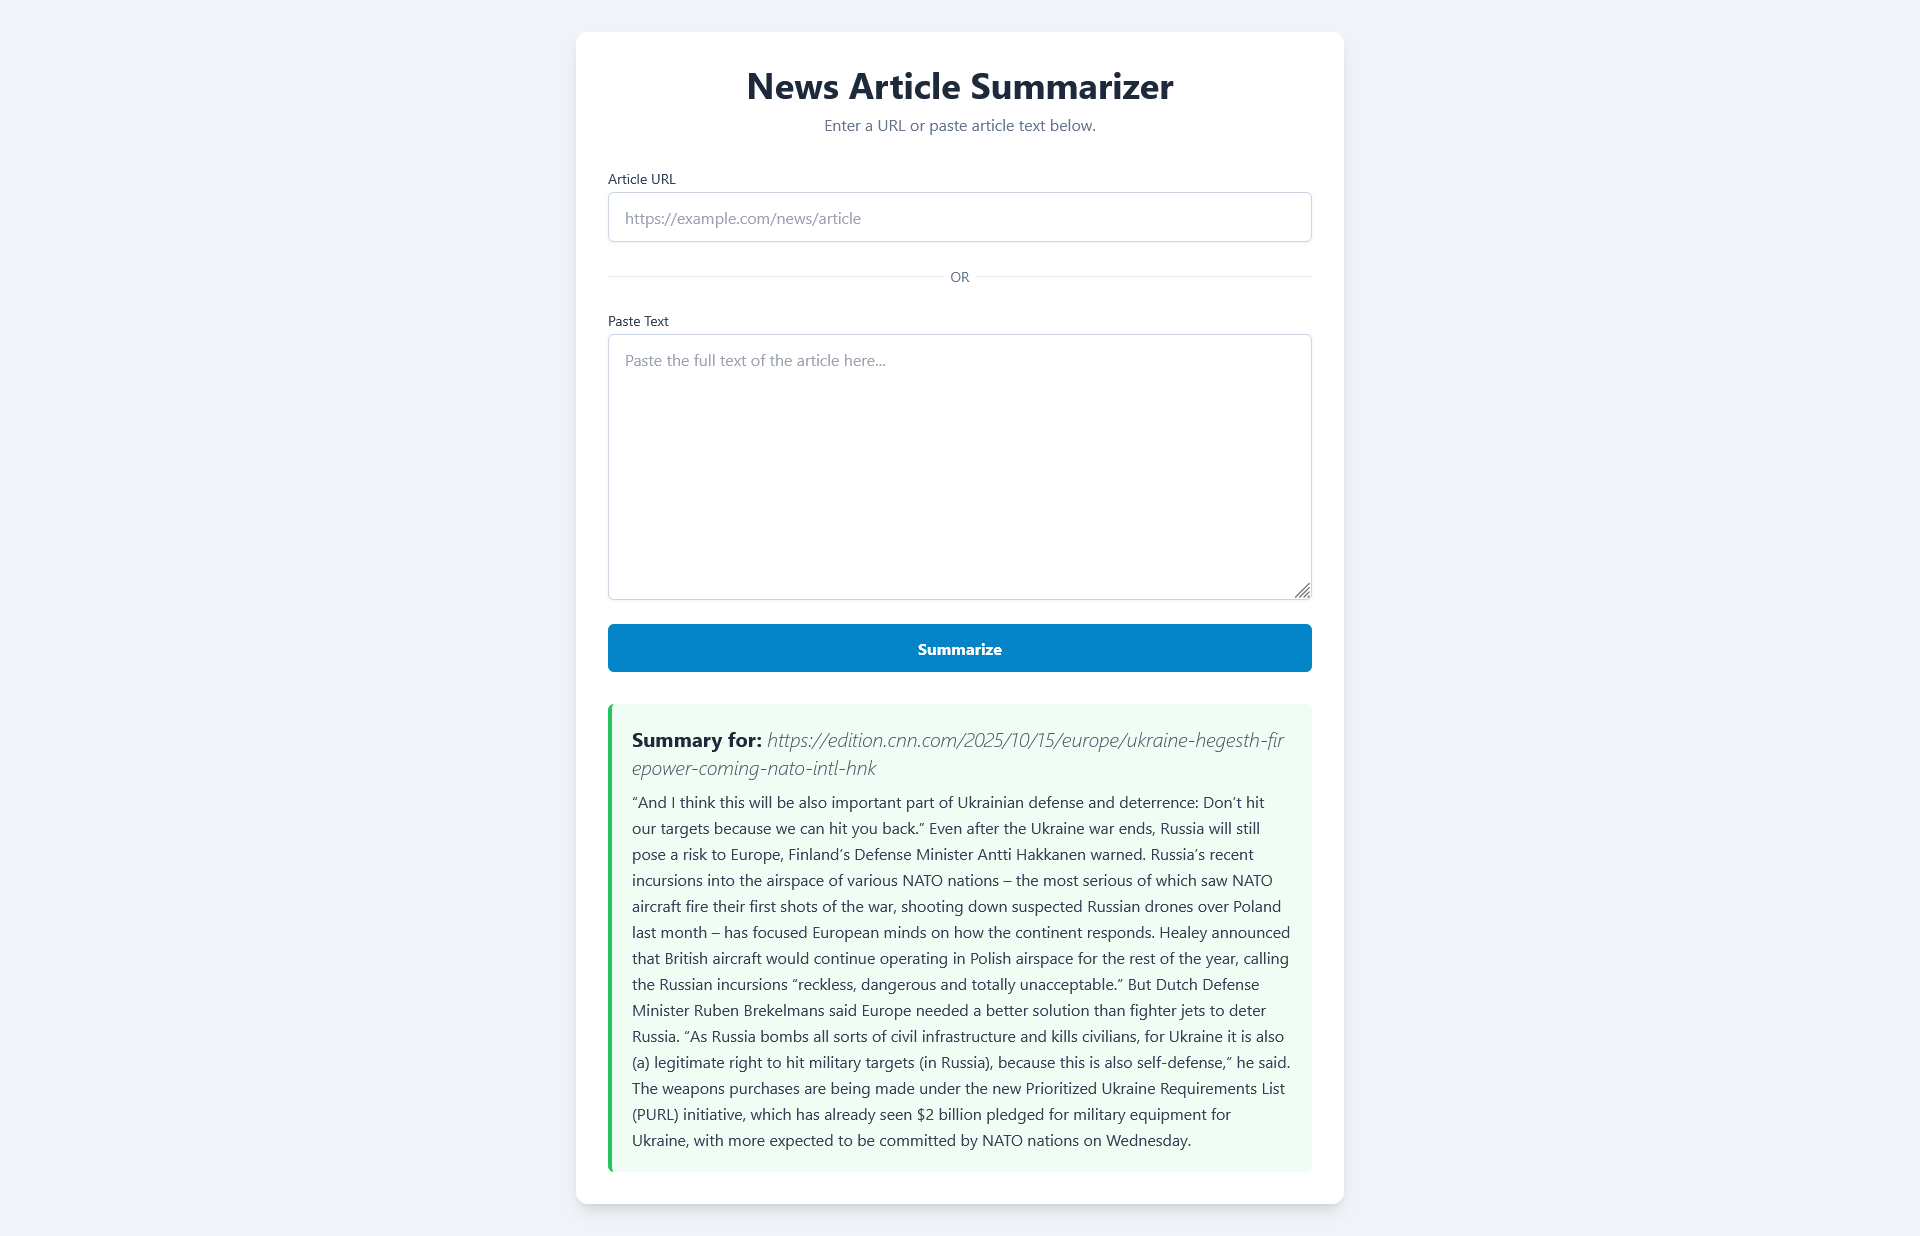 News Article Summarizer
Enter a URL or paste article text below.
Article URL
https://example.com/news/article
OR
Paste Text
Paste the full text of the article here...
Summarize
Summary for: https://edition.cnn.com/2025/10/15/europe/ukraine-hegesth-fir
epower-coming-nato-intl-hnk
“And I think this will be also important part of Ukrainian defense and deterrence: Don’t hit
our targets because we can hit you back.” Even after the Ukraine war ends, Russia will still
pose a risk to Europe, Finland’s Defense Minister Antti Hakkanen warned. Russia’s recent
incursions into the airspace of various NATO nations – the most serious of which saw NATO
aircraft fire their first shots of the war, shooting down suspected Russian drones over Poland
last month – has focused European minds on how the continent responds. Healey announced
that British aircraft would continue operating in Polish airspace for the rest of the year, calling
the Russian incursions “reckless, dangerous and totally unacceptable.” But Dutch Defense
Minister Ruben Brekelmans said Europe needed a better solution than fighter jets to deter
Russia. “As Russia bombs all sorts of civil infrastructure and kills civilians, for Ukraine it is also
(a) legitimate right to hit military targets (in Russia), because this is also self-defense,” he said.
The weapons purchases are being made under the new Prioritized Ukraine Requirements List
(PURL) initiative, which has already seen $2 billion pledged for military equipment for
Ukraine, with more expected to be committed by NATO nations on Wednesday.